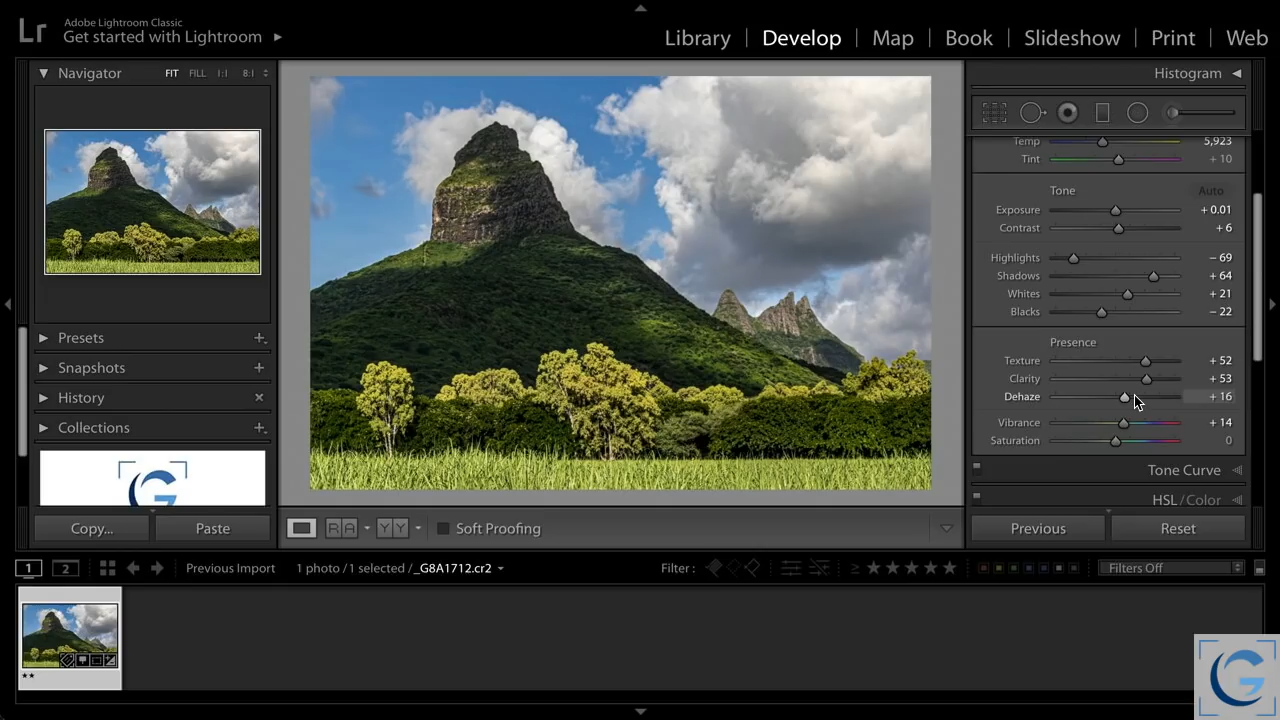 Lr
Adobe Lightroom Classic
Get started with Lightroom
Library | Develop | Map | Book | Slideshow | Print | Web
Navigator FIT FILL 1:1 8:1
Presets
Snapshots
History
Collections
Copy... Paste
Soft Proofing
Histogram
Temp 5,923
Tint + 10
Tone Auto
Exposure + 0.01
Contrast + 6
Highlights – 69
Shadows + 64
Whites + 21
Blacks – 22
Presence
Texture + 52
Clarity + 53
Dehaze + 16
Vibrance + 14
Saturation 0
Tone Curve
HSL / Color
Previous Reset
1 2 Previous Import 1 photo / 1 selected / _G8A1712.cr2 Filter : Filters Off